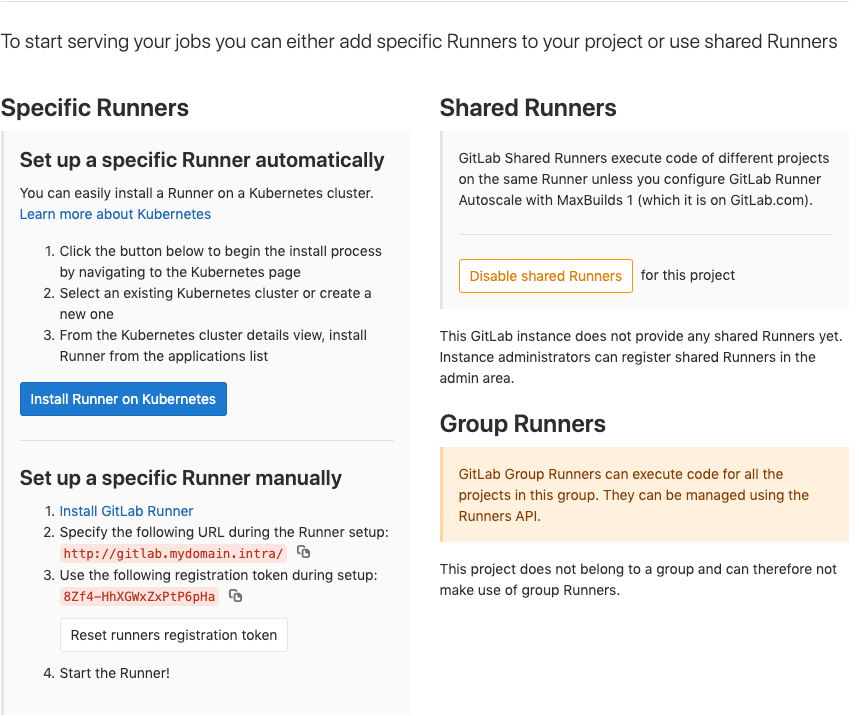 To start serving your jobs you can either add specific Runners to your project or use shared Runners
Specific Runners
Set up a specific Runner automatically
You can easily install a Runner on a Kubernetes cluster.
Learn more about Kubernetes
1. Click the button below to begin the install process
by navigating to the Kubernetes page
2. Select an existing Kubernetes cluster or create a
new one
3. From the Kubernetes cluster details view, install
Runner from the applications list
Install Runner on Kubernetes
Set up a specific Runner manually
1. Install GitLab Runner
2. Specify the following URL during the Runner setup:
http://gitlab.mydomain.intra/
3. Use the following registration token during setup:
8Zf4-HhXGWxZxPtP6pHa
Reset runners registration token
4. Start the Runner!
Shared Runners
GitLab Shared Runners execute code of different projects
on the same Runner unless you configure GitLab Runner
Autoscale with MaxBuilds 1 (which it is on GitLab.com).
Disable shared Runners for this project
This GitLab instance does not provide any shared Runners yet.
Instance administrators can register shared Runners in the
admin area.
Group Runners
GitLab Group Runners can execute code for all the
projects in this group. They can be managed using the
Runners API.
This project does not belong to a group and can therefore not
make use of group Runners.